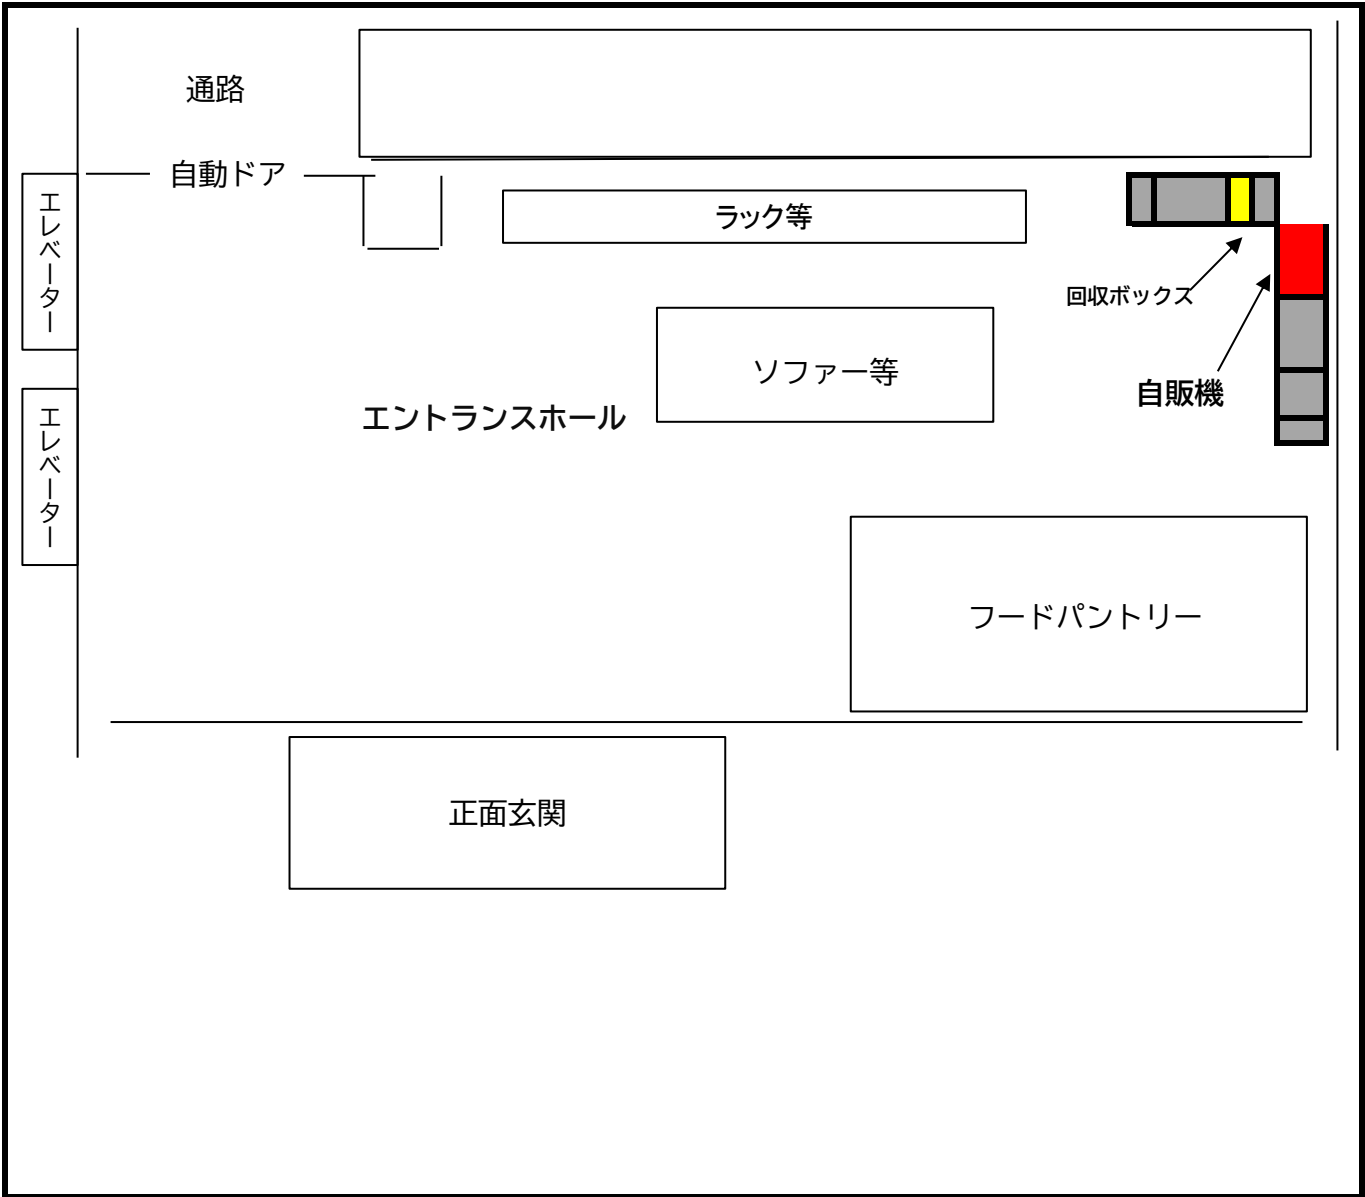 通路
自動ドア
エレベーター
ラック等
回収ボックス
ソファー等
自販機
エントランスホール
エレベーター
フードパントリー
正面玄関